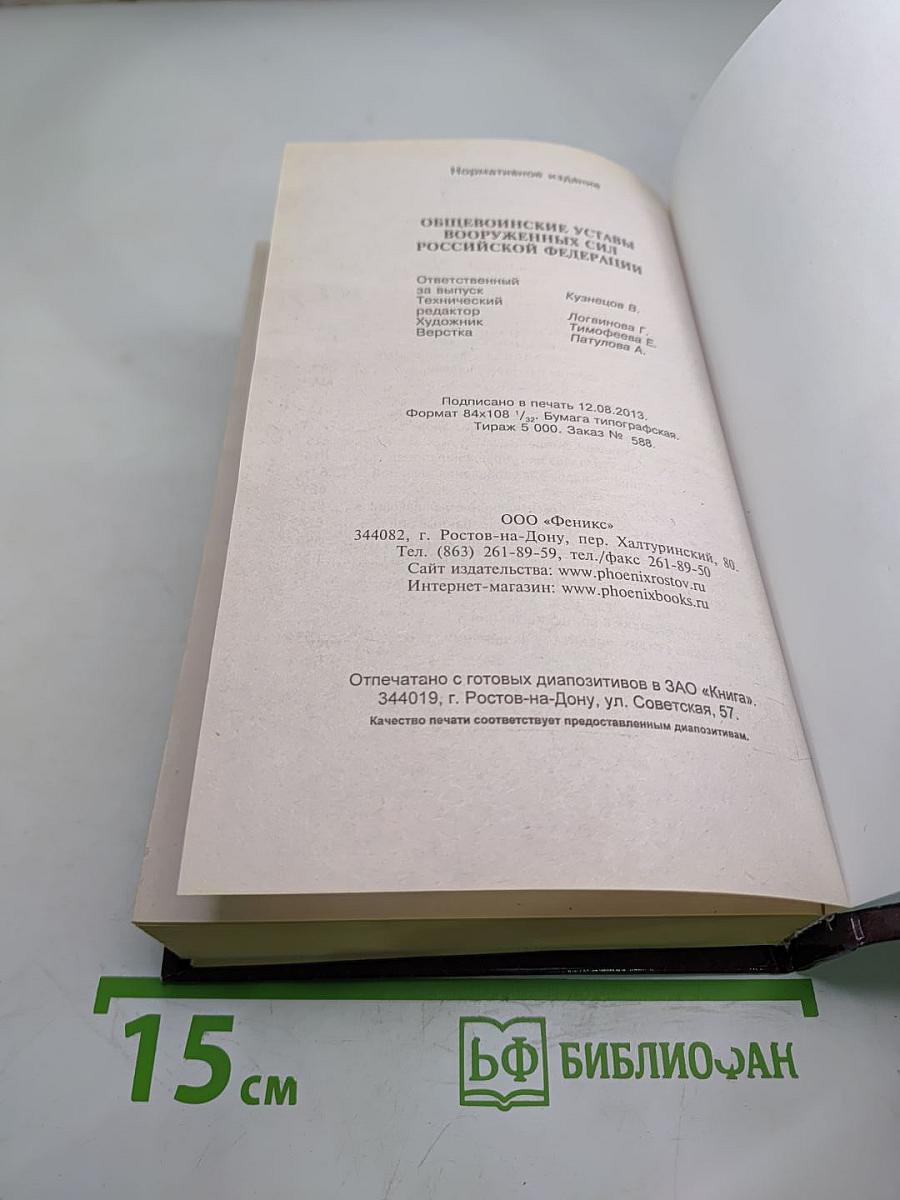 Нормативное издание
ОБЩЕВОИНСКИЕ УСТАВЫ
ВООРУЖЕННЫХ СИЛ
РОССИЙСКОЙ ФЕДЕРАЦИИ
Ответственный
за выпуск Кузнецов В.
Технический
редактор Логвинова Г.
Художник Тимофеева Е.
Верстка Патулова А.
Подписано в печать 12.08.2013.
Формат 84х108 1/32. Бумага типографская.
Тираж 5 000. Заказ № 588.
ООО «Феникс»
344082, г. Ростов-на-Дону, пер. Халтуринский, 80.
Тел. (863) 261-89-59, тел./факс 261-89-50
Сайт издательства: www.phoenixrostov.ru
Интернет-магазин: www.phoenixbooks.ru
Отпечатано с готовых диапозитивов в ЗАО «Книга».
344019, г. Ростов-на-Дону, ул. Советская, 57.
Качество печати соответствует предоставленным диапозитивам.
15 см
БФ БИБЛИОФАН